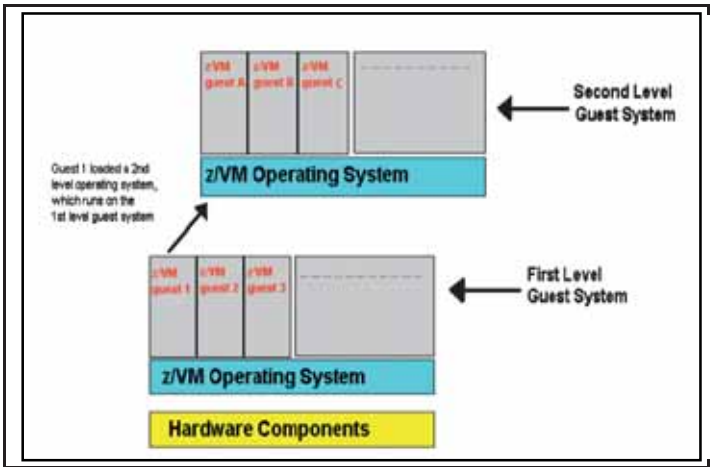 z/VM z/VM z/VM
guest A guest B guest C
Second Level
Guest System
z/VM Operating System
Guest 1 loaded a 2nd
level operating system,
which runs on the
1st level guest system
z/VM z/VM z/VM
guest 1 guest 2 guest 3
First Level
Guest System
z/VM Operating System
Hardware Components